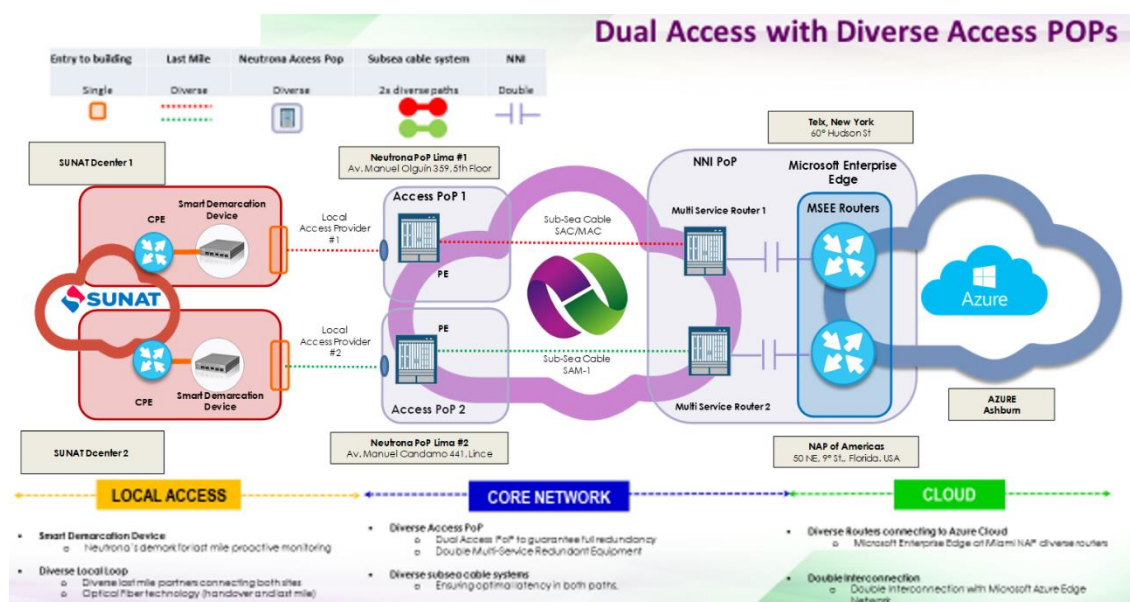 Dual Access with Diverse Access POPs
Entry to building
Last Mile
Neutrona Access Pop
Subsea cable system
NNI
Single
Diverse
Diverse
2x diverse paths
Double
SUNAT Dcenter 1
Neutrona PoP Lima #1
Av. Manuel Olguín 359, 5th Floor
Telx, New York
60° Hudson St
CPE
Smart Demarcation
Device
Local
Access Provider
#1
Access PoP 1
PE
Sub-Sea Cable
SAC/MAC
NNI PoP
Multi Service Router 1
Microsoft Enterprise
Edge
MSEE Routers
SUNAT
Azure
CPE
Smart Demarcation
Device
Local
Access Provider
#2
PE
Access PoP 2
Sub-Sea Cable
SAM-1
Multi Service Router 2
AZURE
Ashburn
SUNAT Dcenter 2
Neutrona PoP Lima #2
Av. Manuel Candamo 441, Lince
NAP of Americas
50 NE, 9° St., Florida, USA
LOCAL ACCESS
CORE NETWORK
CLOUD
Smart Demarcation Device
Neutrona's demark for last mile proactive monitoring
Diverse Local Loop
Diverse last mile partners connecting both sites
Optical Fiber technology (handover and last mile)
Diverse Access PoP
Dual Access PoP to guarantee full redundancy
Double Multi-Service Redundant Equipment
Diverse subsea cable systems
Ensuring optimal latency in both paths.
Diverse Routers connecting to Azure Cloud
Microsoft Enterprise Edge at Miami NAP diverse routers
Double Interconnection
Double Interconnection with Microsoft Azure Edge
Network